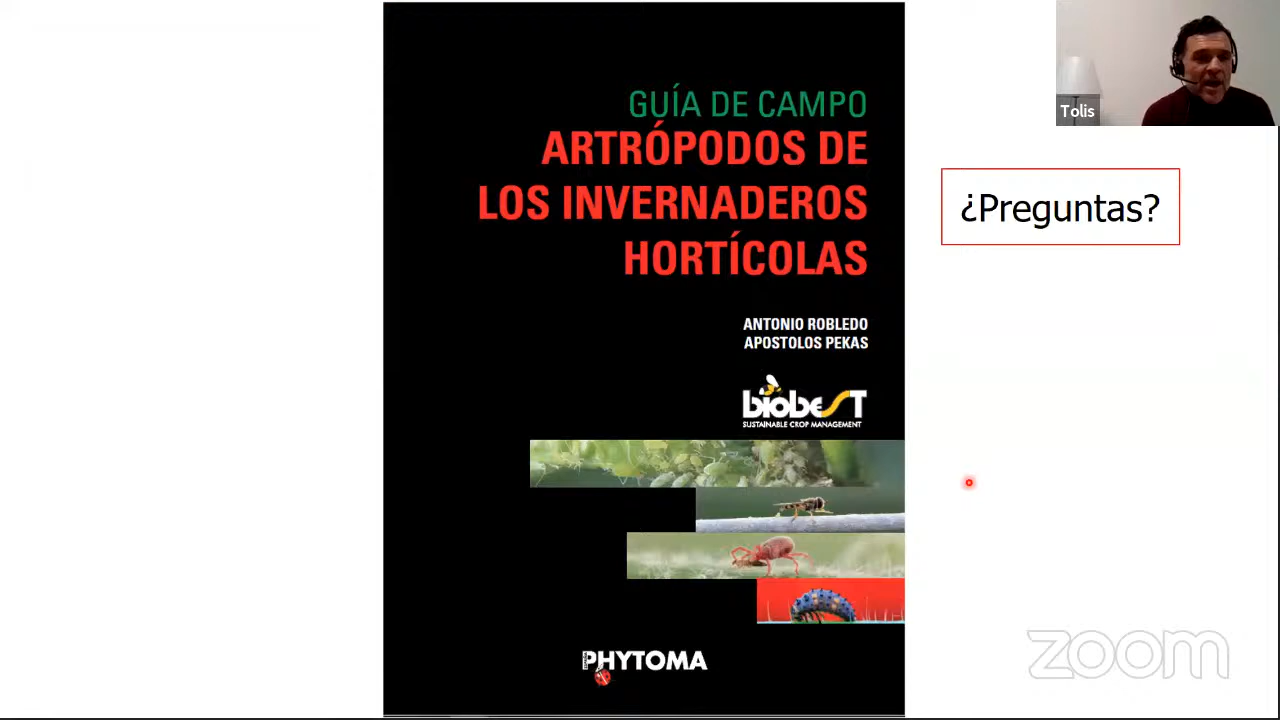 GUÍA DE CAMPO
ARTRÓPODOS DE
LOS INVERNADEROS
HORTÍCOLAS
ANTONIO ROBLEDO
APOSTOLOS PEKAS
biobesT
SUSTAINABLE CROP MANAGEMENT
PHYTOMA
Tolis
¿Preguntas?
zoom